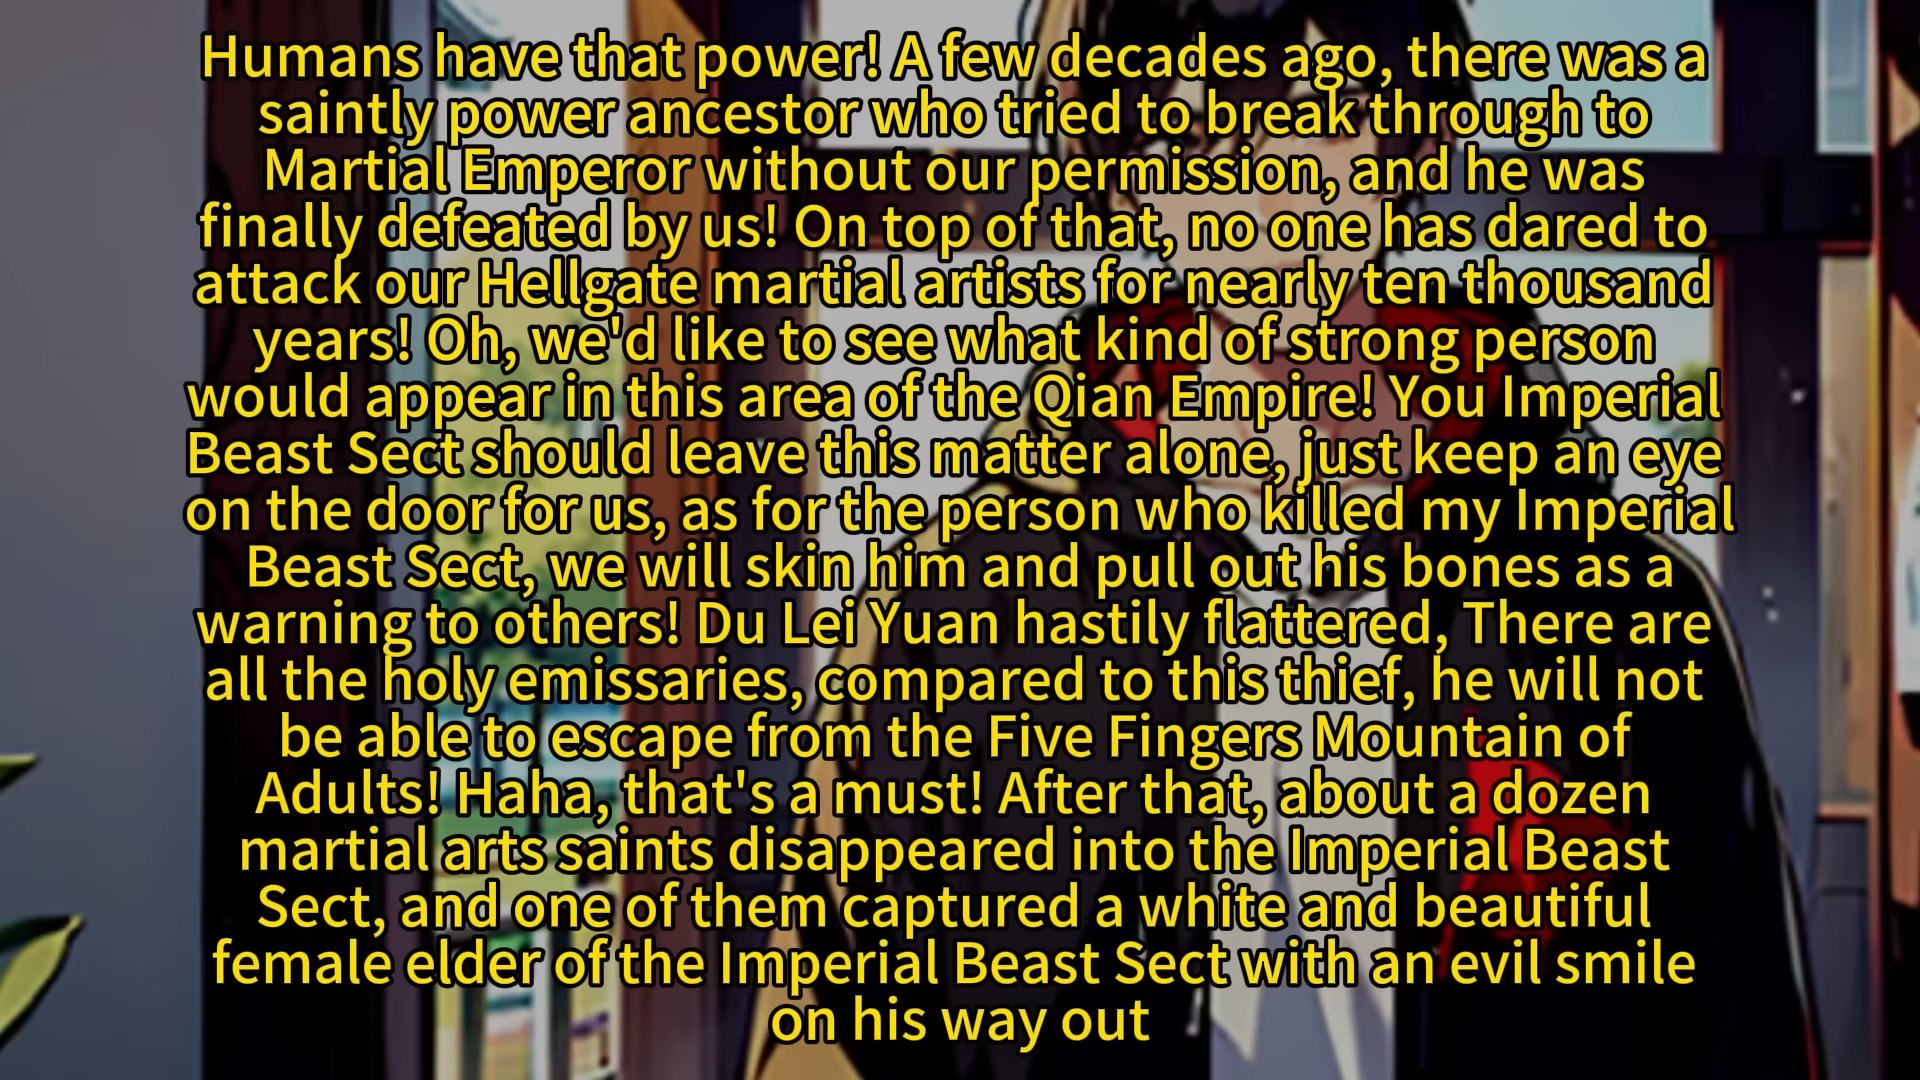 Humans have that power! A few decades ago, there was a
saintly power ancestor who tried to break through to
Martial Emperor without our permission, and he was
finally defeated by us! On top of that, no one has dared to
attack our Hellgate martial artists for nearly ten thousand
years! Oh, we'd like to see what kind of strong person
would appear in this area of the Qian Empire! You Imperial
Beast Sect should leave this matter alone, just keep an eye
on the door for us, as for the person who killed my Imperial
Beast Sect, we will skin him and pull out his bones as a
warning to others! Du Lei Yuan hastily flattered, There are
all the holy emissaries, compared to this thief, he will not
be able to escape from the Five Fingers Mountain of
Adults! Haha, that's a must! After that, about a dozen
martial arts saints disappeared into the Imperial Beast
Sect, and one of them captured a white and beautiful
female elder of the Imperial Beast Sect with an evil smile
on his way out